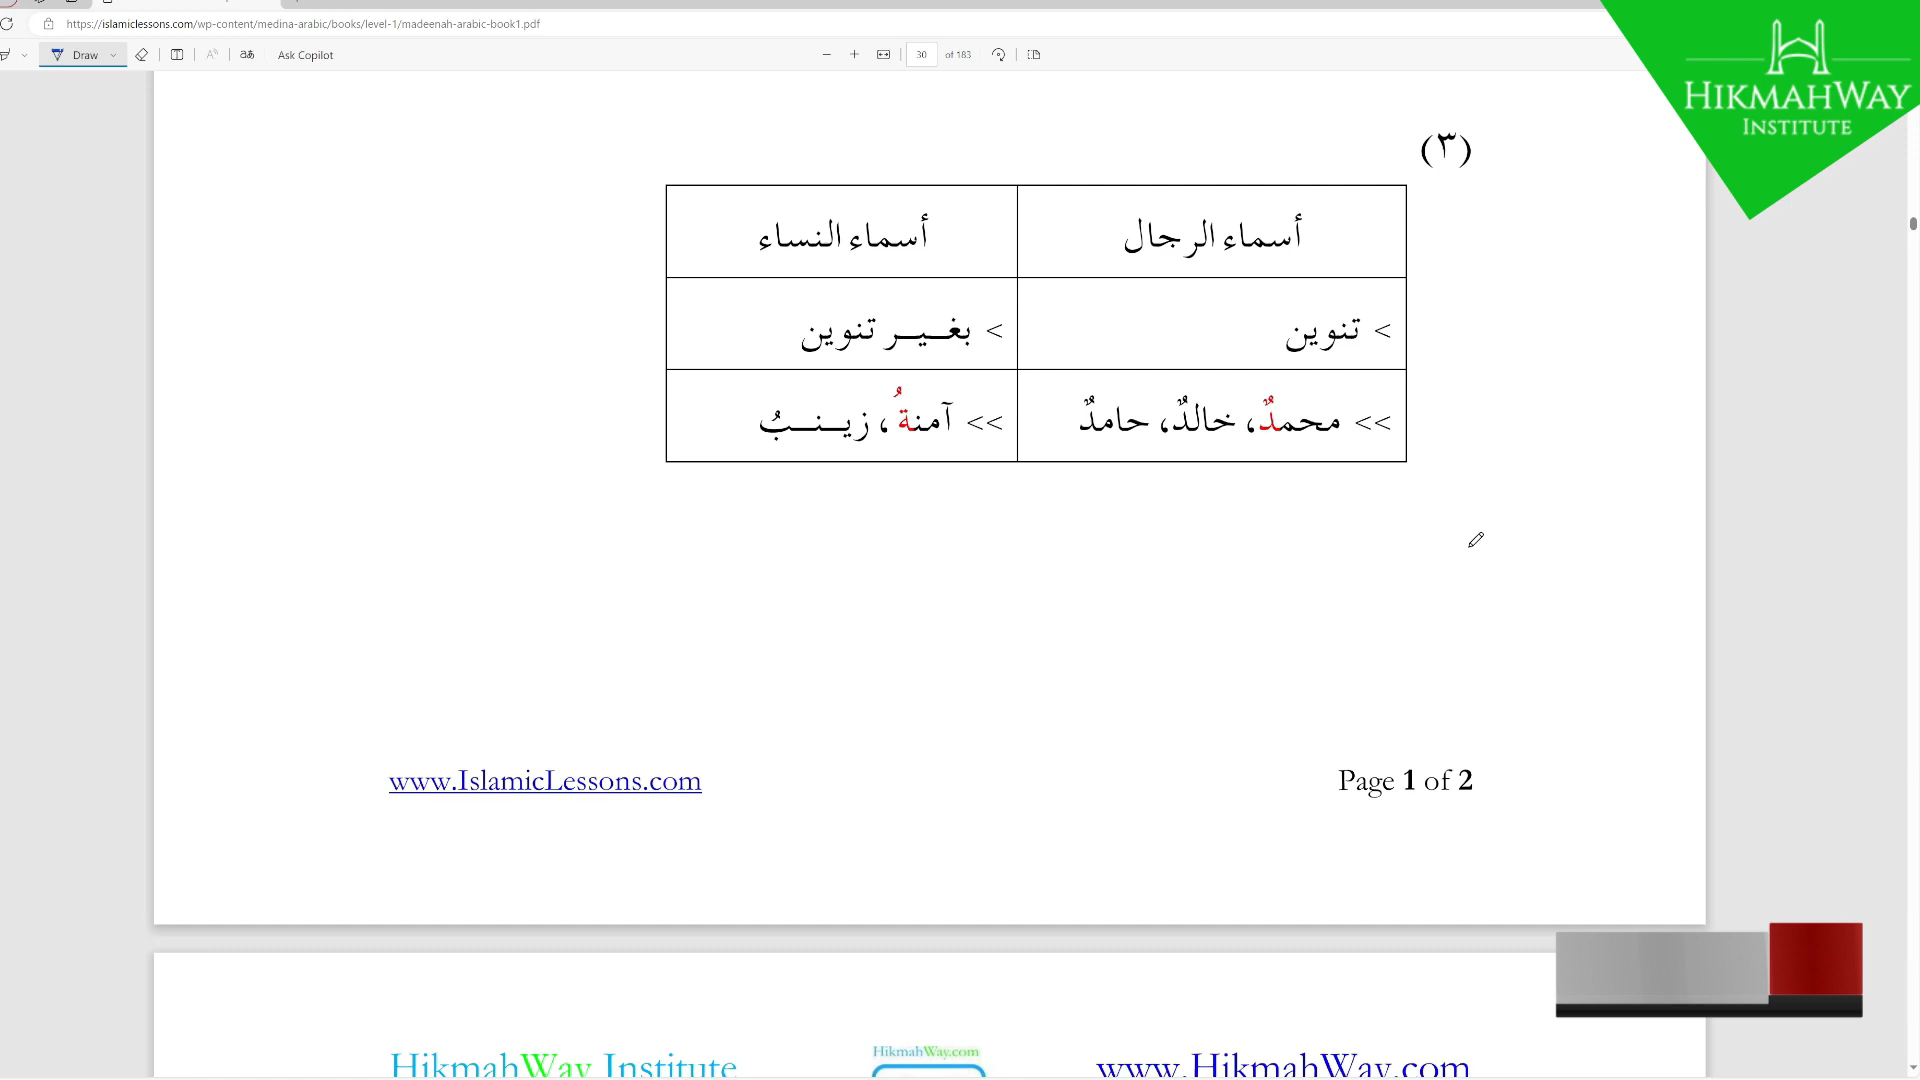 https://islamiclessons.com/wp-content/medina-arabic/books/level-1/madeenah-arabic-book1.pdf
Draw
Ask Copilot
30 of 183
HIKMAHWAY
INSTITUTE
(٣)
أسماء الرجال
أسماء النساء
> تنوين
> بغـيـر تنوين
>> محمدٌ، خالدٌ، حامدٌ
>> آمنةُ، زيـنـبُ
www.IslamicLessons.com
Page 1 of 2
HikmahWay Institute
HikmahWay.com
www.HikmahWay.com